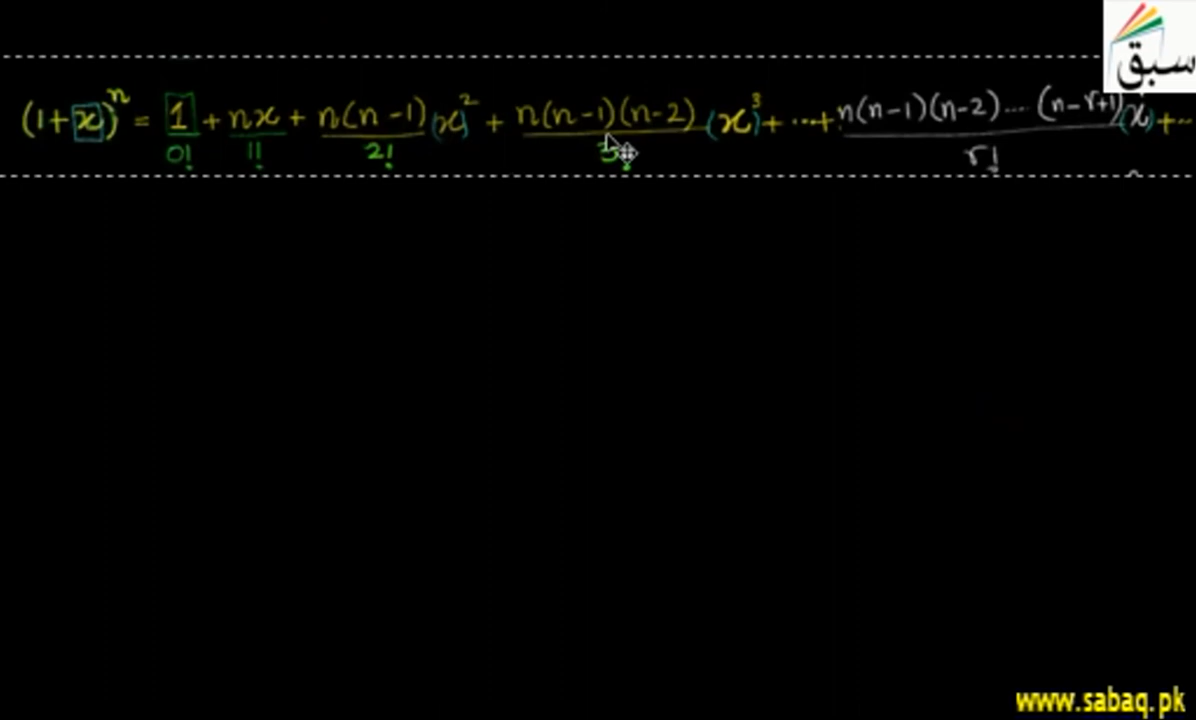 سبق
(1+x)^n = 1/0! + nx/1! + n(n-1)/2! (x)^2 + n(n-1)(n-2)/3! (x^3) + ... + n(n-1)(n-2)....(n-r+1)/r! (x) + ..
www.sabaq.pk